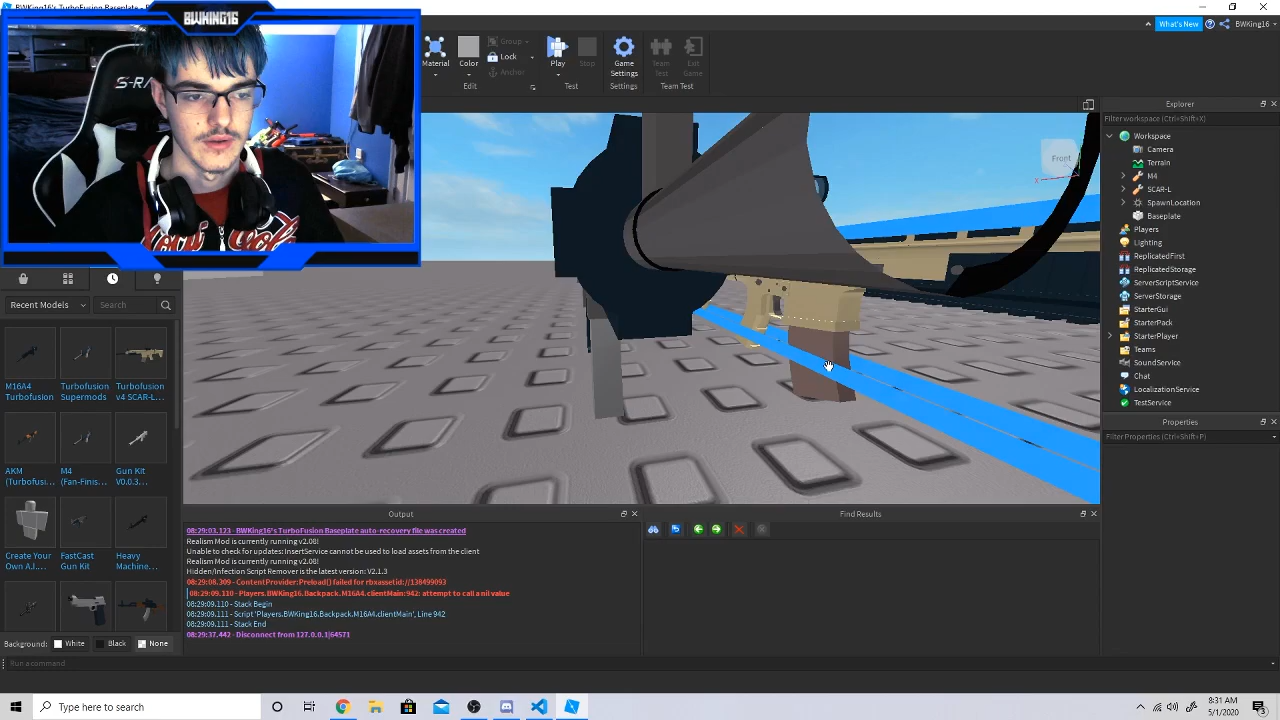 BWKing16's TurboFusion Baseplate
BWKING16
S-RA
What's New
BWKing16
Material
Color
Group
Lock
Anchor
Play
Stop
Game Settings
Team Test
Exit Game
Edit
Test
Settings
Team Test
Front
Explorer
Filter workspace (Ctrl+Shift+X)
Workspace
Camera
Terrain
M4
SCAR-L
SpawnLocation
Baseplate
Players
Lighting
ReplicatedFirst
ReplicatedStorage
ServerScriptService
ServerStorage
StarterGui
StarterPack
StarterPlayer
Teams
SoundService
Chat
LocalizationService
TestService
Properties
Filter Properties (Ctrl+Shift+P)
Recent Models
Search
M16A4 Turbofusion
Turbofusion Supermods
Turbofusion v4 SCAR-L...
AKM (Turbofusi...
M4 (Fan-Finis...
Gun Kit V0.0.3...
Create Your Own A.I....
FastCast Gun Kit
Heavy Machine...
Background:
White
Black
None
Output
08:29:03.123 - BWKing16's TurboFusion Baseplate auto-recovery file was created
Realism Mod is currently running v2.08!
Unable to check for updates: InsertService cannot be used to load assets from the client
Realism Mod is currently running v2.08!
Hidden/Infection Script Remover is the latest version: V2.1.3
08:29:08.309 - ContentProvider:Preload() failed for rbxassetid://138499093
08:29:09.110 - Players.BWKing16.Backpack.M16A4.clientMain:942: attempt to call a nil value
08:29:09.110 - Stack Begin
08:29:09.111 - Script 'Players.BWKing16.Backpack.M16A4.clientMain', Line 942
08:29:09.111 - Stack End
08:29:37.442 - Disconnect from 127.0.0.1|64571
Find Results
Run a command
Type here to search
8:31 AM
5/1/2020